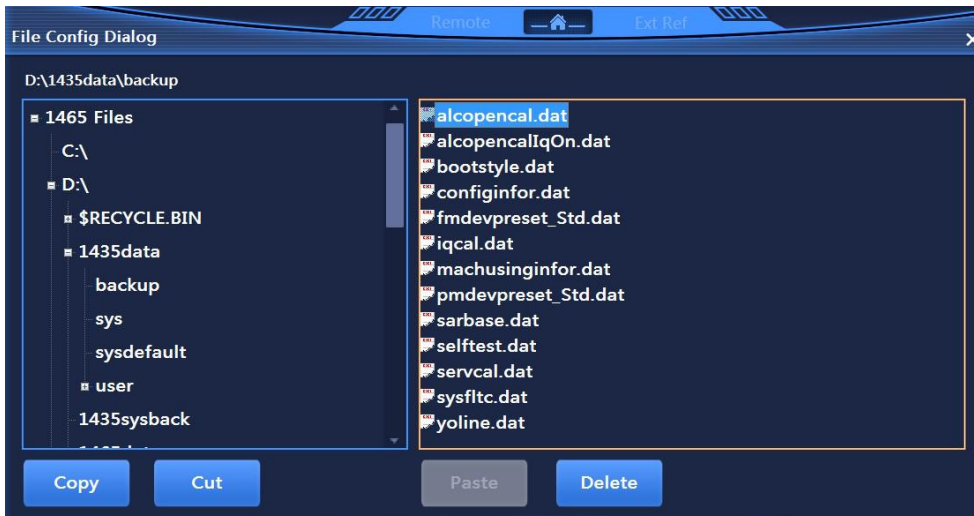 Remote
Ext Ref
File Config Dialog
D:\1435data\backup
1465 Files
C:\
D:\
$RECYCLE.BIN
1435data
backup
sys
sysdefault
user
1435sysback
alcopencal.dat
alcopencalIqOn.dat
bootstyle.dat
configinfor.dat
fmdevpreset_Std.dat
iqcal.dat
machusinginfor.dat
pmdevpreset_Std.dat
sarbase.dat
selftest.dat
servcal.dat
sysfltc.dat
yoline.dat
Copy
Cut
Paste
Delete